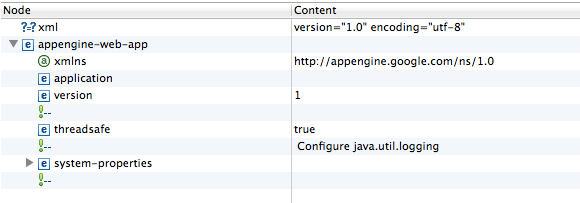 Node Content
?=? xml version="1.0" encoding="utf-8"
e appengine-web-app
a xmlns http://appengine.google.com/ns/1.0
e application
e version 1
!--
e threadsafe true
!-- Configure java.util.logging
e system-properties
!--